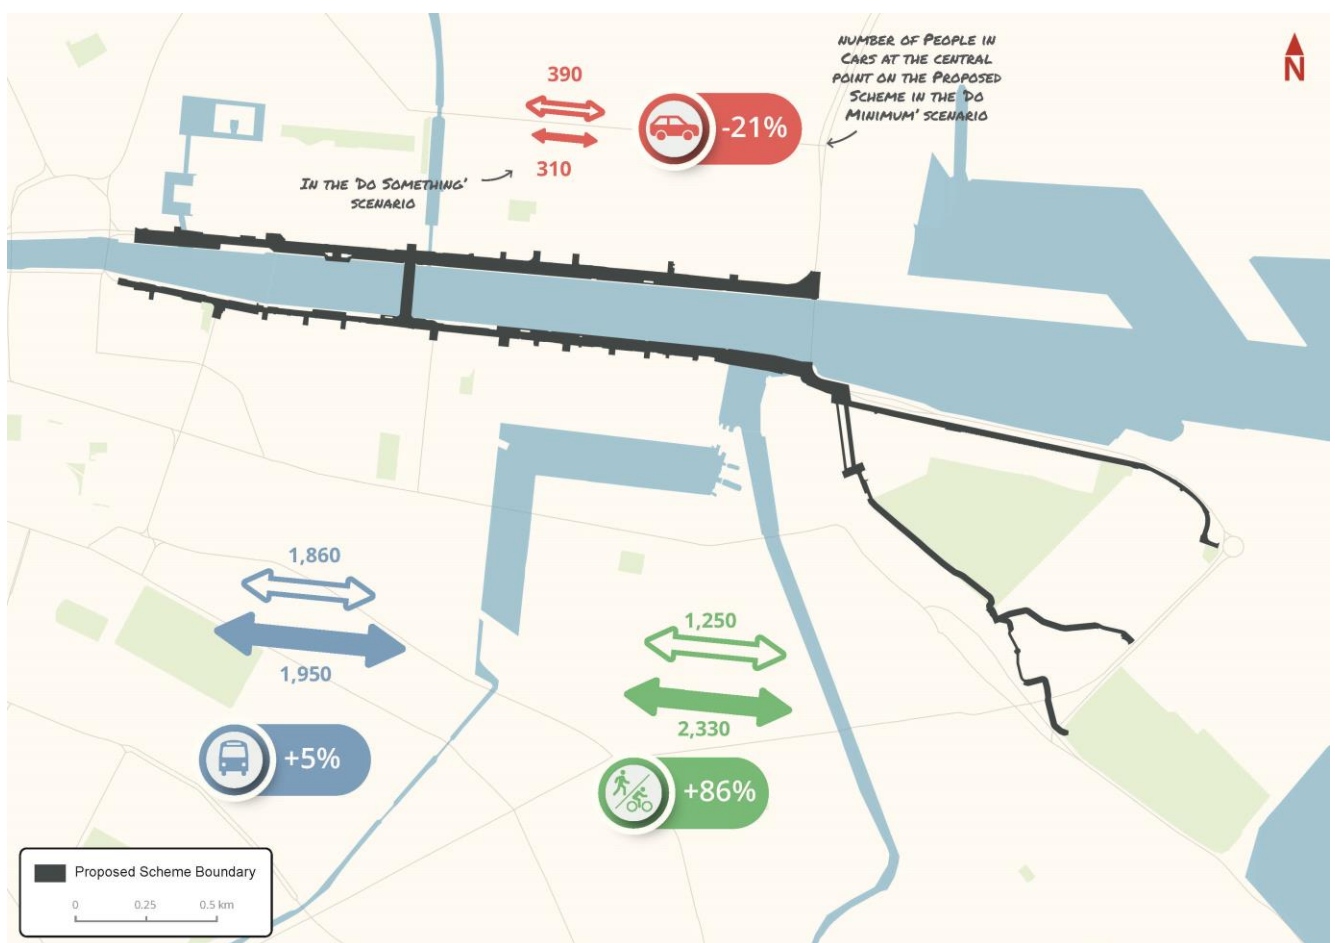 NUMBER OF PEOPLE IN
CARS AT THE CENTRAL
POINT ON THE PROPOSED
SCHEME IN THE 'DO
MINIMUM' SCENARIO
N
390
-21%
310
IN THE 'DO SOMETHING'
SCENARIO
1,860
1,950
+5%
1,250
2,330
+86%
Proposed Scheme Boundary
0 0.25 0.5 km